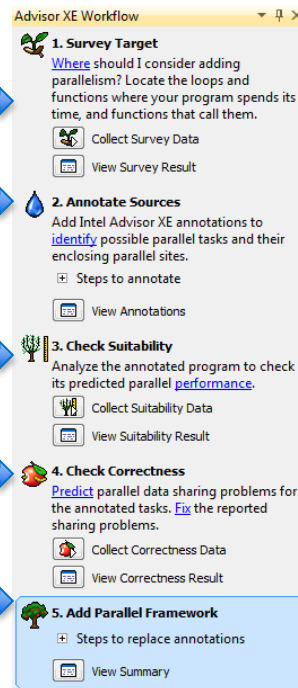 Advisor XE Workflow
1. Survey Target
Where should I consider adding
parallelism? Locate the loops and
functions where your program spends its
time, and functions that call them.
Collect Survey Data
View Survey Result
2. Annotate Sources
Add Intel Advisor XE annotations to
identify possible parallel tasks and their
enclosing parallel sites.
Steps to annotate
View Annotations
3. Check Suitability
Analyze the annotated program to check
its predicted parallel performance.
Collect Suitability Data
View Suitability Result
4. Check Correctness
Predict parallel data sharing problems for
the annotated tasks. Fix the reported
sharing problems.
Collect Correctness Data
View Correctness Result
5. Add Parallel Framework
Steps to replace annotations
View Summary